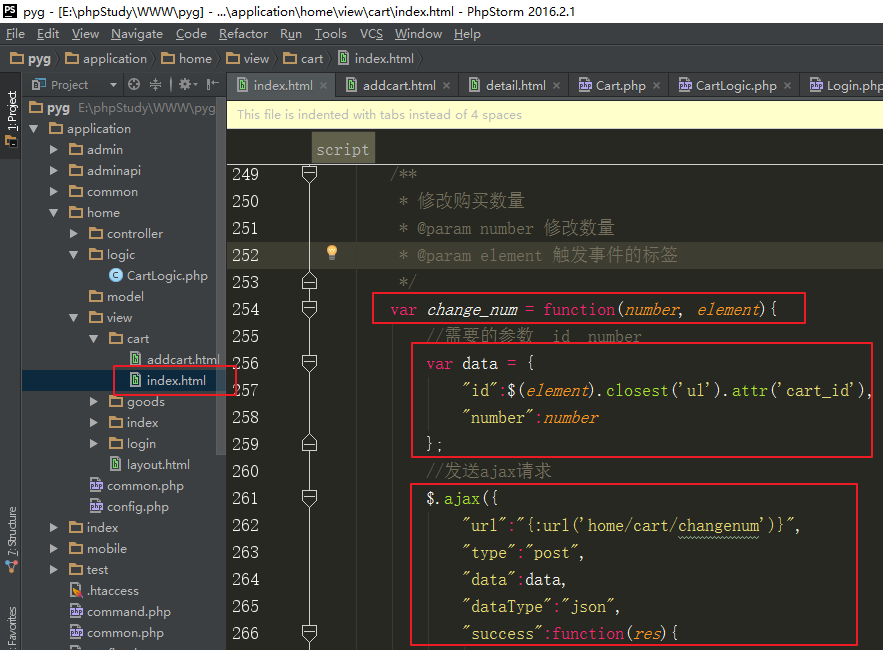 pyg - [E:\phpStudy\WWW\pyg] - ...\application\home\view\cart\index.html - PhpStorm 2016.2.1
File Edit View Navigate Code Refactor Run Tools VCS Window Help
pyg application home view cart index.html
Project
index.html addcart.html detail.html Cart.php CartLogic.php Login.php
1: Project
7: Structure
Favorites
pyg E:\phpStudy\WWW\pyg
application
admin
adminapi
common
home
controller
logic
CartLogic.php
model
view
cart
addcart.html
index.html
goods
index
login
layout.html
common.php
config.php
index
mobile
test
.htaccess
command.php
common.php
This file is indented with tabs instead of 4 spaces
script
249 /**
250 * 修改购买数量
251 * @param number 修改数量
252 * @param element 触发事件的标签
253 */
254 var change_num = function(number, element){
255 //需要的参数 id number
256 var data = {
257 "id":$(element).closest('ul').attr('cart_id'),
258 "number":number
259 };
260 //发送ajax请求
261 $.ajax({
262 "url":"{:url('home/cart/changenum')}",
263 "type":"post",
264 "data":data,
265 "dataType":"json",
266 "success":function(res){